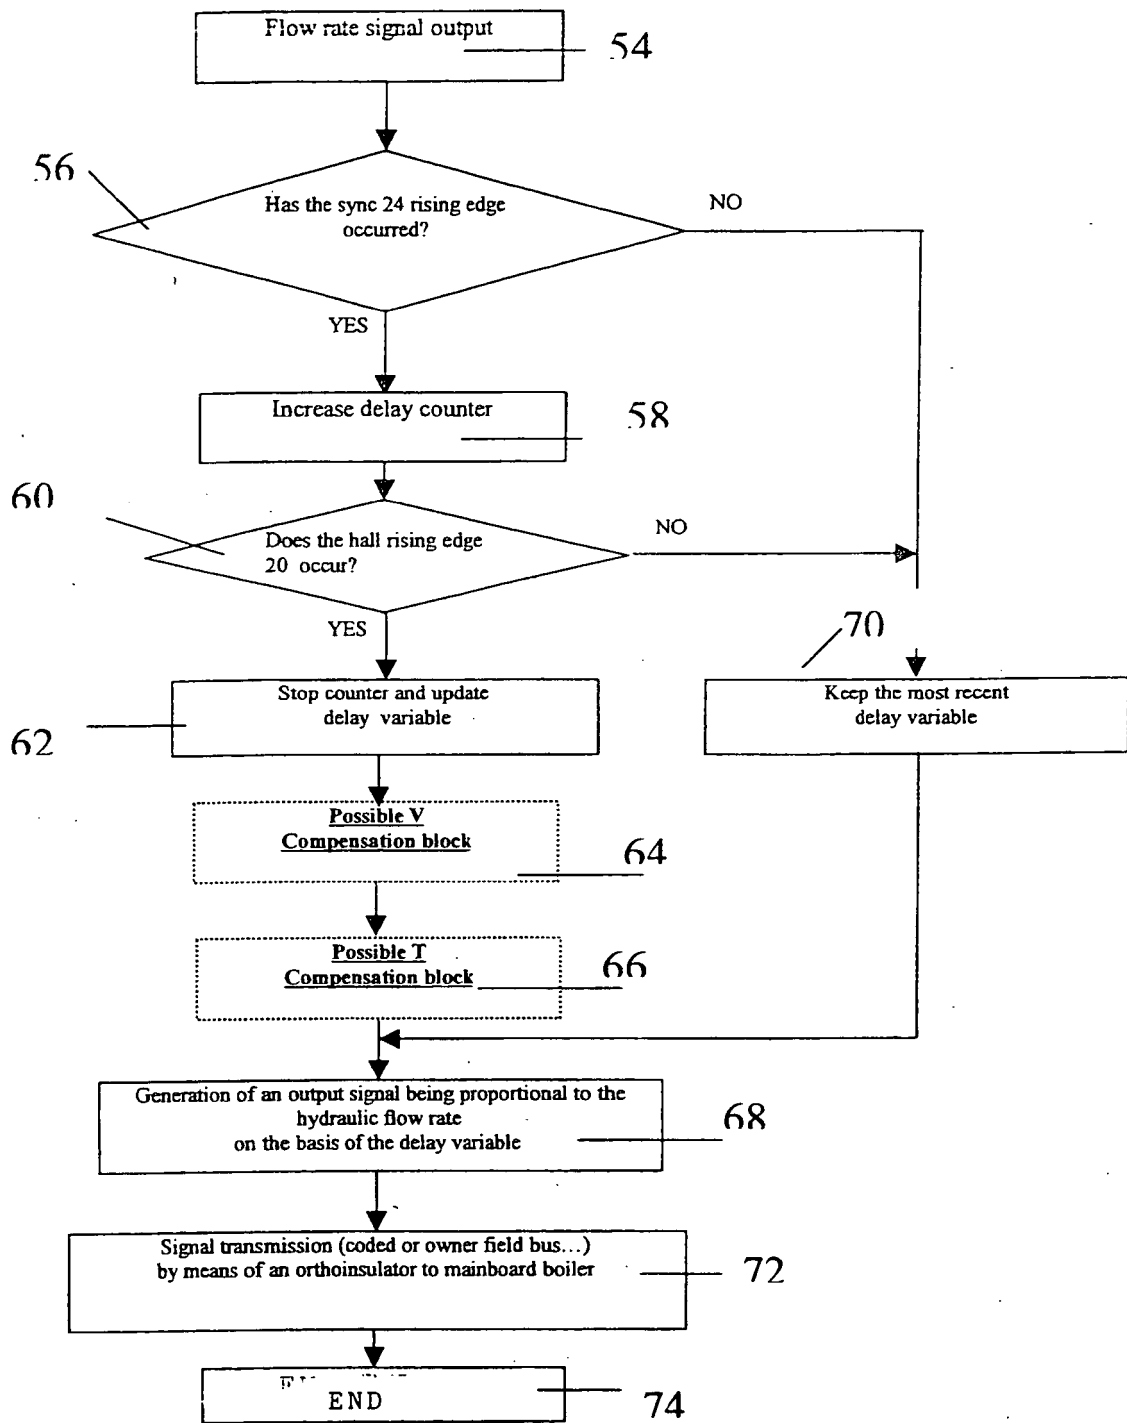 Flow rate signal output
54
56
Has the sync 24 rising edge
occurred?
NO
YES
Increase delay counter
58
60
Does the hall rising edge
20 occur?
NO
YES
70
Stop counter and update
delay variable
62
Keep the most recent
delay variable
Possible V
Compensation block
64
Possible T
Compensation block
66
Generation of an output signal being proportional to the
hydraulic flow rate
on the basis of the delay variable
68
Signal transmission (coded or owner field bus...)
by means of an orthoinsulator to mainboard boiler
72
END
74